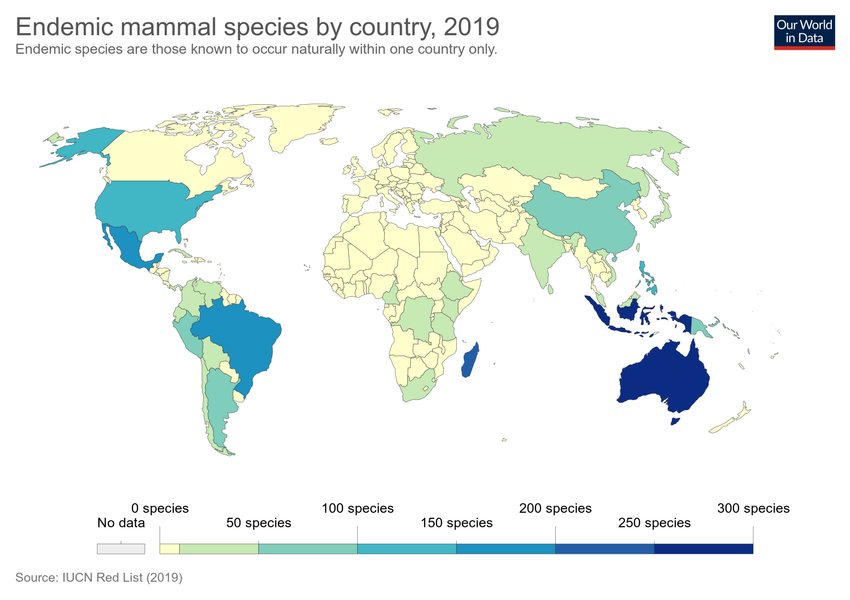 Endemic mammal species by country, 2019
Endemic species are those known to occur naturally within one country only.
Our World
in Data
0 species
100 species
200 species
300 species
No data
50 species
150 species
250 species
Source: IUCN Red List (2019)